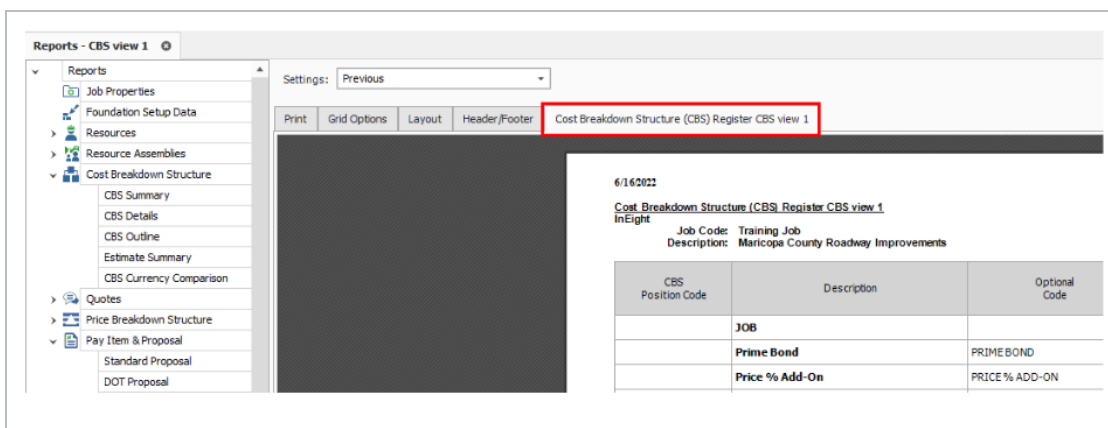 Reports - CBS view 1
Reports
Job Properties
Foundation Setup Data
Resources
Resource Assemblies
Cost Breakdown Structure
CBS Summary
CBS Details
CBS Outline
Estimate Summary
CBS Currency Comparison
Quotes
Price Breakdown Structure
Pay Item & Proposal
Standard Proposal
DOT Proposal
Settings: Previous
Print Grid Options Layout Header/Footer Cost Breakdown Structure (CBS) Register CBS view 1
6/16/2022
Cost Breakdown Structure (CBS) Register CBS view 1
InEight
Job Code: Training Job
Description: Maricopa County Roadway Improvements
CBS Position Code Description Optional Code
JOB
Prime Bond PRIMEBOND
Price % Add-On PRICE % ADD-ON